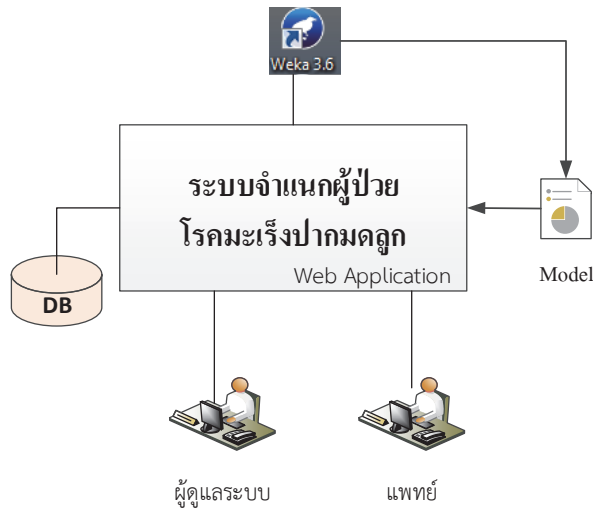 Weka 3.6
ระบบจำแนกผู้ป่วย
โรคมะเร็งปากมดลูก
Web Application
DB
Model
ผู้ดูแลระบบ
แพทย์